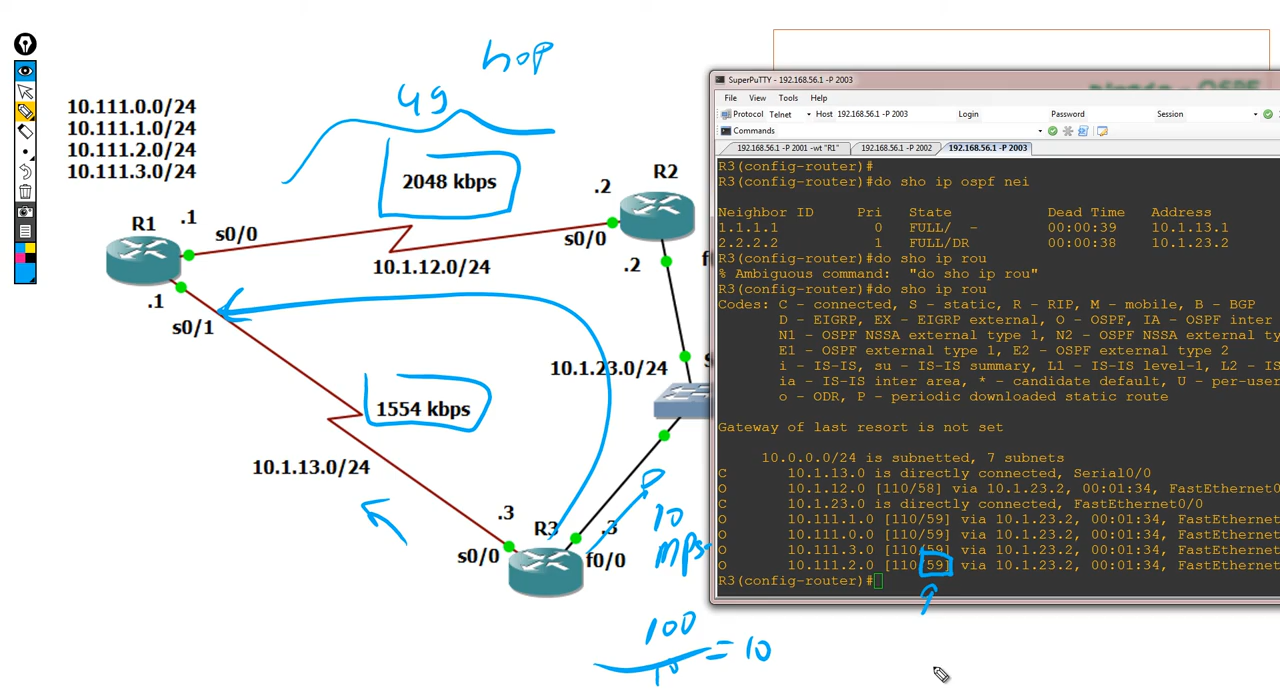 hop
49
10.111.0.0/24
10.111.1.0/24
10.111.2.0/24
10.111.3.0/24
2048 kbps
R1
.1
s0/0
R2
.2
s0/0
10.1.12.0/24
.2
.1
s0/1
10.1.23.0/24
1554 kbps
10.1.13.0/24
.3
R3
.3
s0/0
f0/0
10
100
10
= 10
SuperPuTTY - 192.168.56.1 -P 2003
File View Tools Help
Protocol Telnet Host 192.168.56.1 -P 2003 Login Password Session
Commands
192.168.56.1 -P 2001 -wt "R1" 192.168.56.1 -P 2002 192.168.56.1 -P 2003
R3(config-router)#
R3(config-router)#do sho ip ospf nei
Neighbor ID Pri State Dead Time Address
1.1.1.1 0 FULL/ - 00:00:39 10.1.13.1
2.2.2.2 1 FULL/DR 00:00:38 10.1.23.2
R3(config-router)#do sho ip rou
% Ambiguous command: "do sho ip rou"
R3(config-router)#do sho ip rou
Codes: C - connected, S - static, R - RIP, M - mobile, B - BGP
D - EIGRP, EX - EIGRP external, O - OSPF, IA - OSPF inter
N1 - OSPF NSSA external type 1, N2 - OSPF NSSA external ty
E1 - OSPF external type 1, E2 - OSPF external type 2
i - IS-IS, su - IS-IS summary, L1 - IS-IS level-1, L2 - IS
ia - IS-IS inter area, * - candidate default, U - per-user
o - ODR, P - periodic downloaded static route
Gateway of last resort is not set
10.0.0.0/24 is subnetted, 7 subnets
C 10.1.13.0 is directly connected, Serial0/0
O 10.1.12.0 [110/58] via 10.1.23.2, 00:01:34, FastEthernet0
C 10.1.23.0 is directly connected, FastEthernet0/0
O 10.111.1.0 [110/59] via 10.1.23.2, 00:01:34, FastEthernet
O 10.111.0.0 [110/59] via 10.1.23.2, 00:01:34, FastEthernet
O 10.111.3.0 [110/59] via 10.1.23.2, 00:01:34, FastEthernet
O 10.111.2.0 [110/59] via 10.1.23.2, 00:01:34, FastEthernet
R3(config-router)#